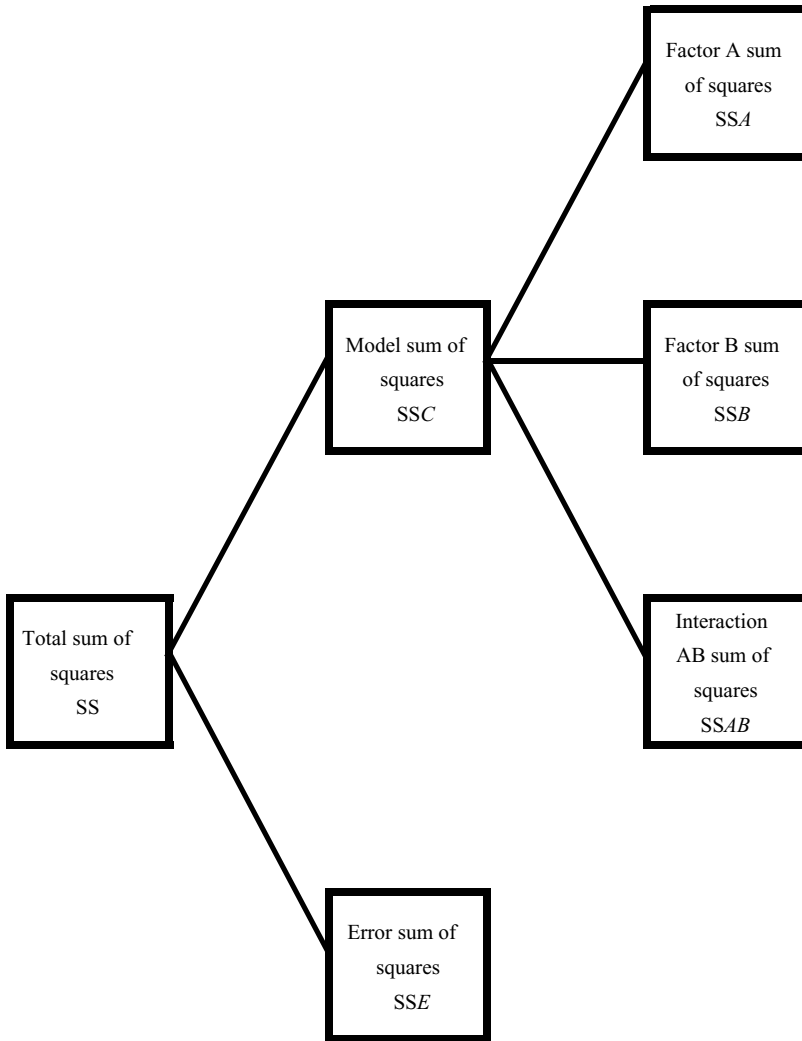 Factor A sum
of squares
SSA
Model sum of
squares
SSC
Factor B sum
of squares
SSB
Total sum of
squares
SS
Interaction
AB sum of
squares
SSAB
Error sum of
squares
SSE